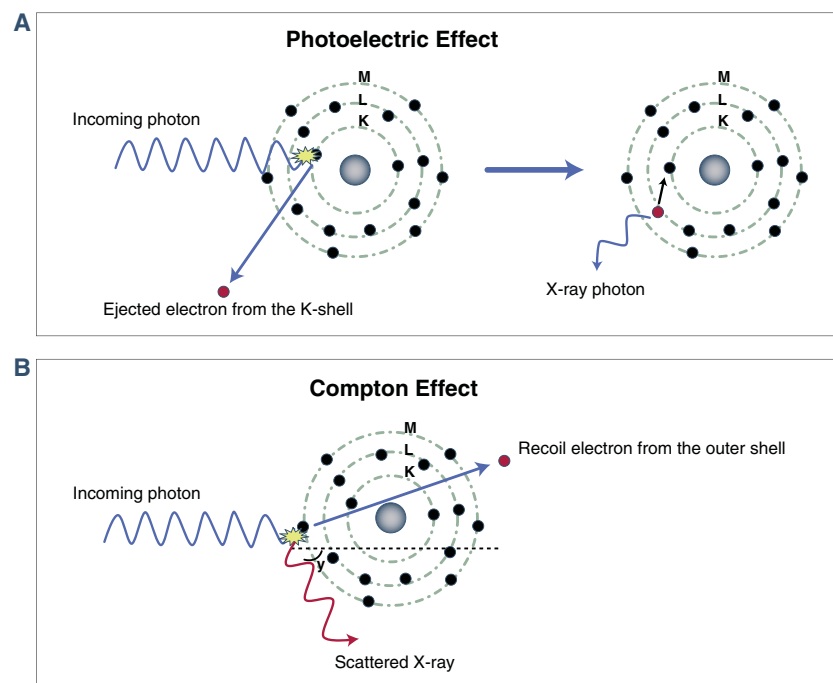 A
Photoelectric Effect
M
L
K
Incoming photon
Ejected electron from the K-shell
M
L
K
X-ray photon
B
Compton Effect
M
L
K
Recoil electron from the outer shell
Incoming photon
y
Scattered X-ray